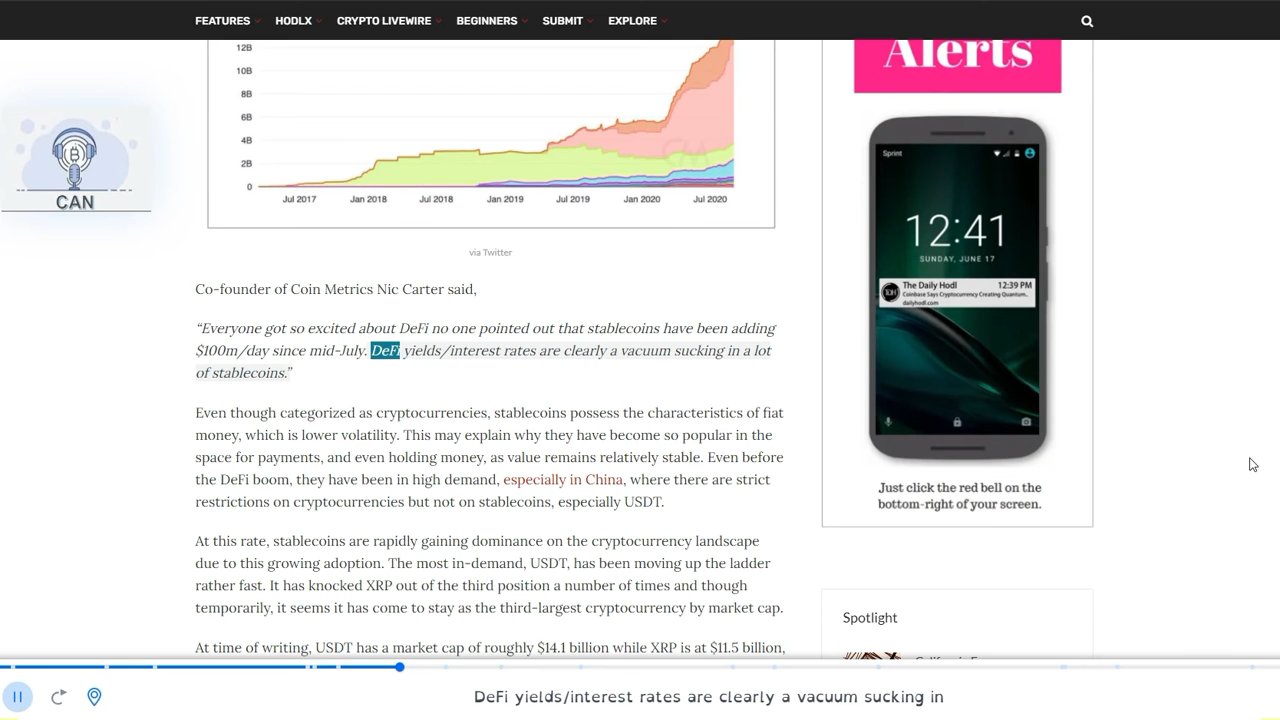 FEATURES HODLX CRYPTO LIVEWIRE BEGINNERS SUBMIT EXPLORE
12B
10B
8B
6B
4B
2B
0
Jul 2017 Jan 2018 Jul 2018 Jan 2019 Jul 2019 Jan 2020 Jul 2020
CM
via Twitter
CAN
Co-founder of Coin Metrics Nic Carter said,
“Everyone got so excited about DeFi no one pointed out that stablecoins have been adding
$100m/day since mid-July. DeFi yields/interest rates are clearly a vacuum sucking in a lot
of stablecoins.”
Even though categorized as cryptocurrencies, stablecoins possess the characteristics of fiat
money, which is lower volatility. This may explain why they have become so popular in the
space for payments, and even holding money, as value remains relatively stable. Even before
the DeFi boom, they have been in high demand, especially in China, where there are strict
restrictions on cryptocurrencies but not on stablecoins, especially USDT.
At this rate, stablecoins are rapidly gaining dominance on the cryptocurrency landscape
due to this growing adoption. The most in-demand, USDT, has been moving up the ladder
rather fast. It has knocked XRP out of the third position a number of times and though
temporarily, it seems it has come to stay as the third-largest cryptocurrency by market cap.
At time of writing, USDT has a market cap of roughly $14.1 billion while XRP is at $11.5 billion,
Alerts
Sprint
12:41
SUNDAY, JUNE 17
The Daily Hodl 12:39 PM
Coinbase Says Cryptocurrency Creating Quantum..
dailyhodl.com
Just click the red bell on the
bottom-right of your screen.
Spotlight
DeFi yields/interest rates are clearly a vacuum sucking in